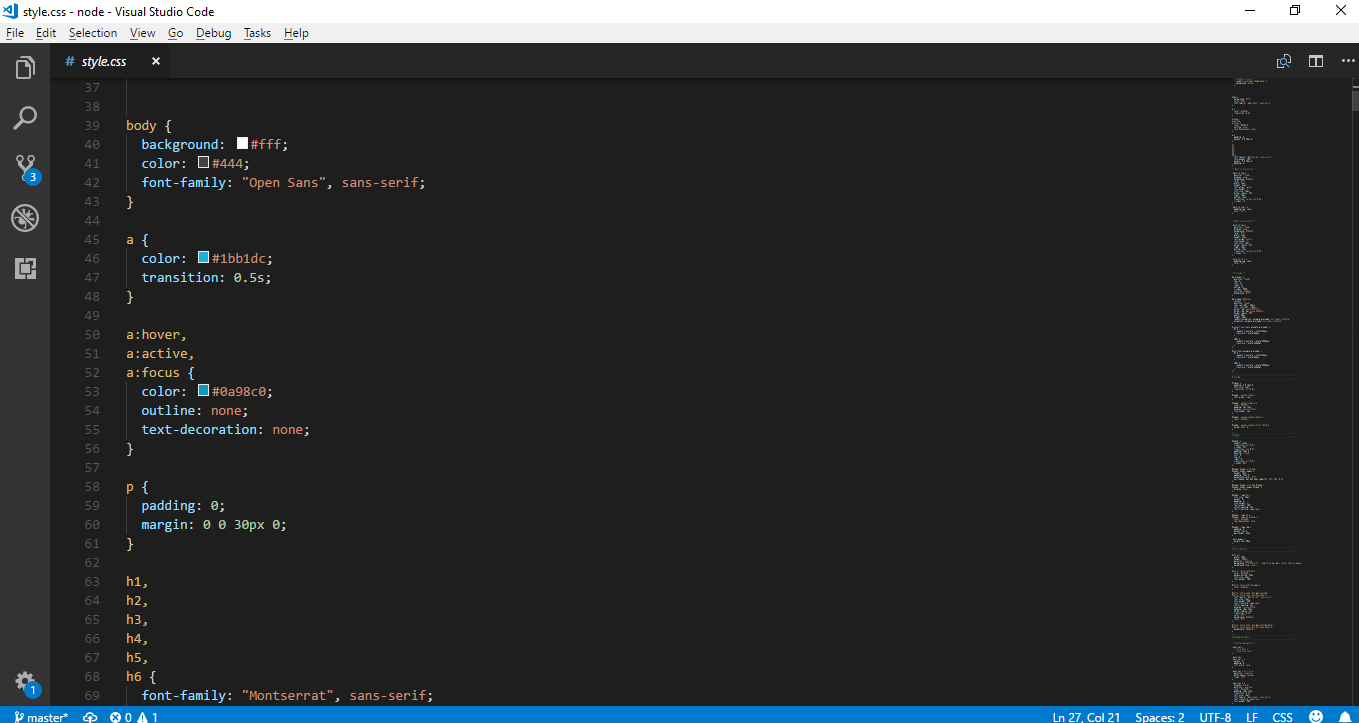 style.css - node - Visual Studio Code
File Edit Selection View Go Debug Tasks Help
# style.css ×
37
38
39 body {
40 background: #fff;
41 color: #444;
42 font-family: "Open Sans", sans-serif;
43 }
44
45 a {
46 color: #1bb1dc;
47 transition: 0.5s;
48 }
49
50 a:hover,
51 a:active,
52 a:focus {
53 color: #0a98c0;
54 outline: none;
55 text-decoration: none;
56 }
57
58 p {
59 padding: 0;
60 margin: 0 0 30px 0;
61 }
62
63 h1,
64 h2,
65 h3,
66 h4,
67 h5,
68 h6 {
69 font-family: "Montserrat", sans-serif;
3
1
master* 0 1 Ln 27, Col 21 Spaces: 2 UTF-8 LF CSS